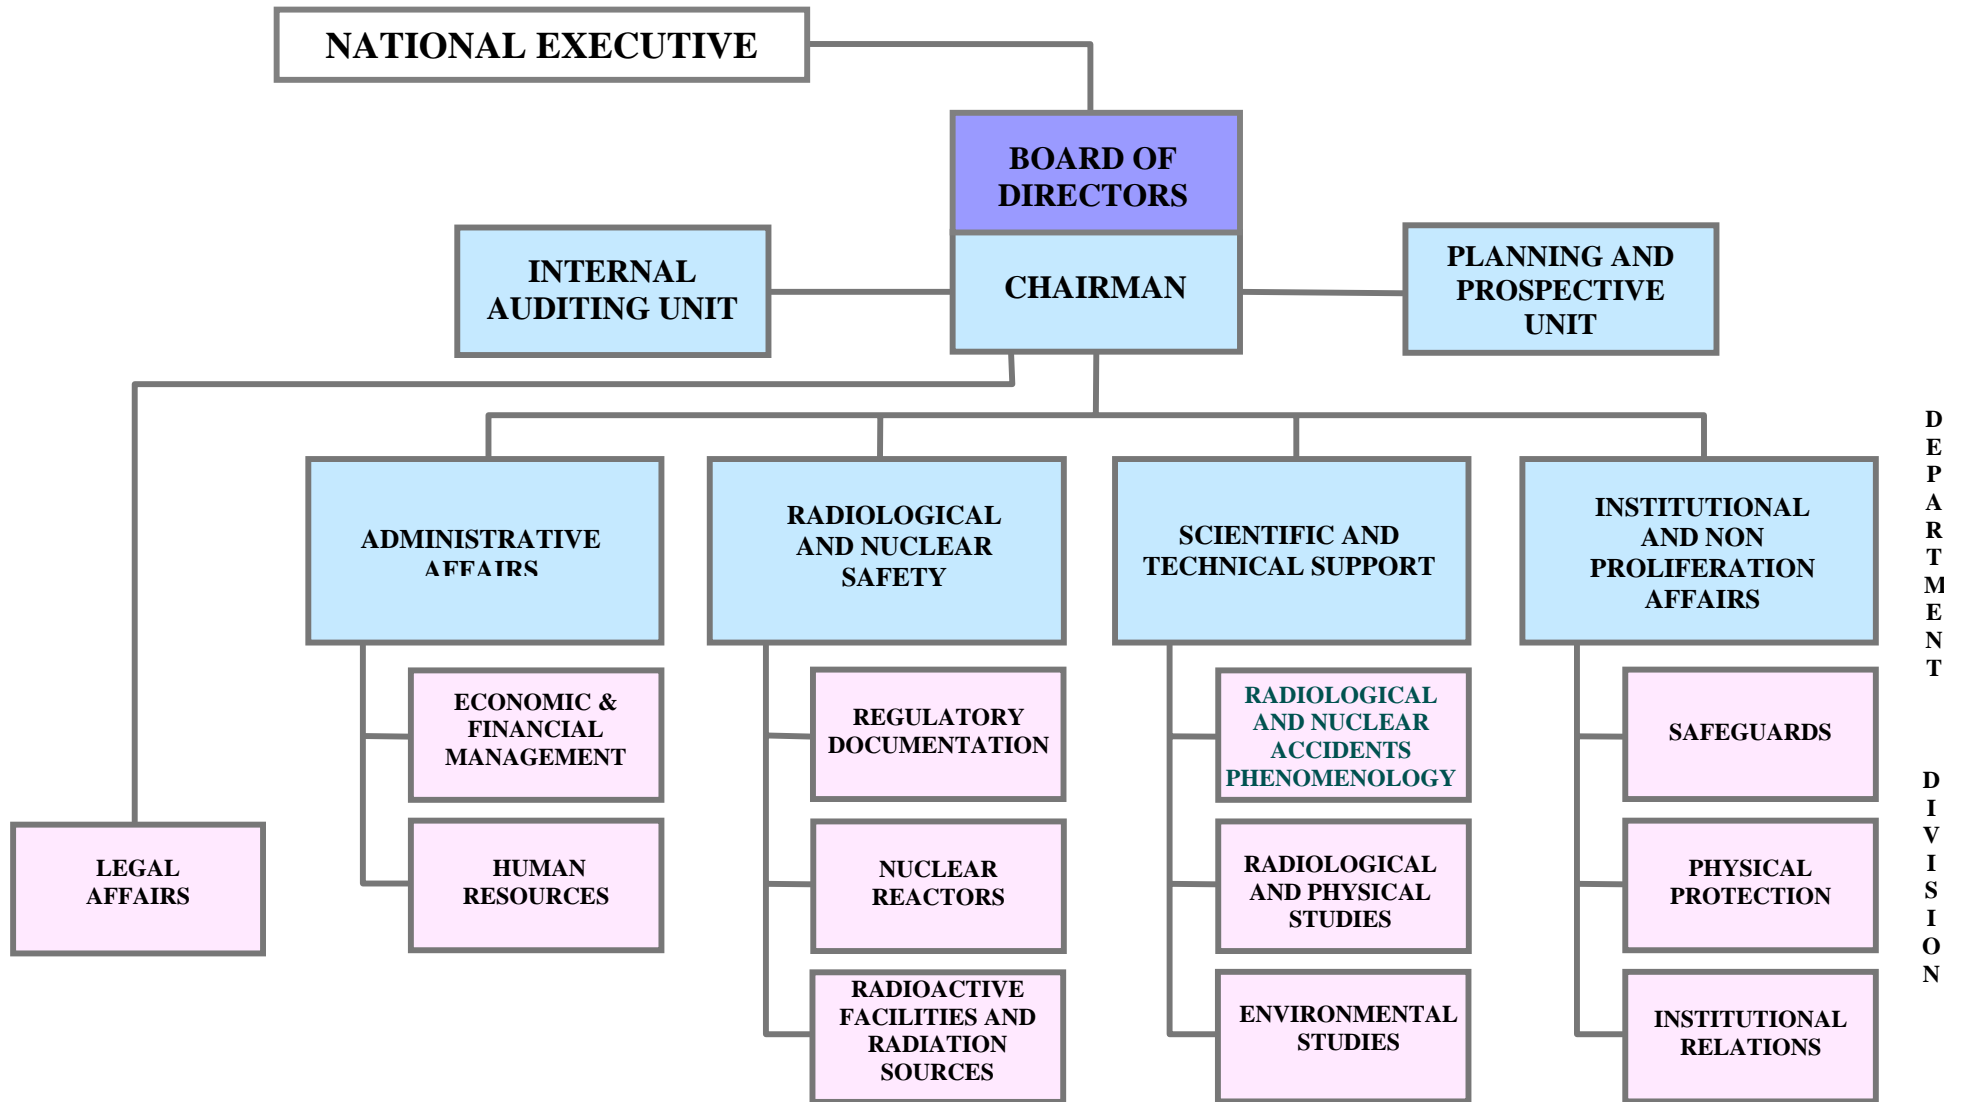 NATIONAL EXECUTIVE
BOARD OF
DIRECTORS
INTERNAL
AUDITING UNIT
CHAIRMAN
PLANNING AND
PROSPECTIVE
UNIT
ADMINISTRATIVE
AFFAIRS
RADIOLOGICAL
AND NUCLEAR
SAFETY
SCIENTIFIC AND
TECHNICAL SUPPORT
INSTITUTIONAL
AND NON
PROLIFERATION
AFFAIRS
DEPARTMENT
ECONOMIC &
FINANCIAL
MANAGEMENT
REGULATORY
DOCUMENTATION
RADIOLOGICAL
AND NUCLEAR
ACCIDENTS
PHENOMENOLOGY
SAFEGUARDS
DIVISION
LEGAL
AFFAIRS
HUMAN
RESOURCES
NUCLEAR
REACTORS
RADIOLOGICAL
AND PHYSICAL
STUDIES
PHYSICAL
PROTECTION
RADIOACTIVE
FACILITIES AND
RADIATION
SOURCES
ENVIRONMENTAL
STUDIES
INSTITUTIONAL
RELATIONS